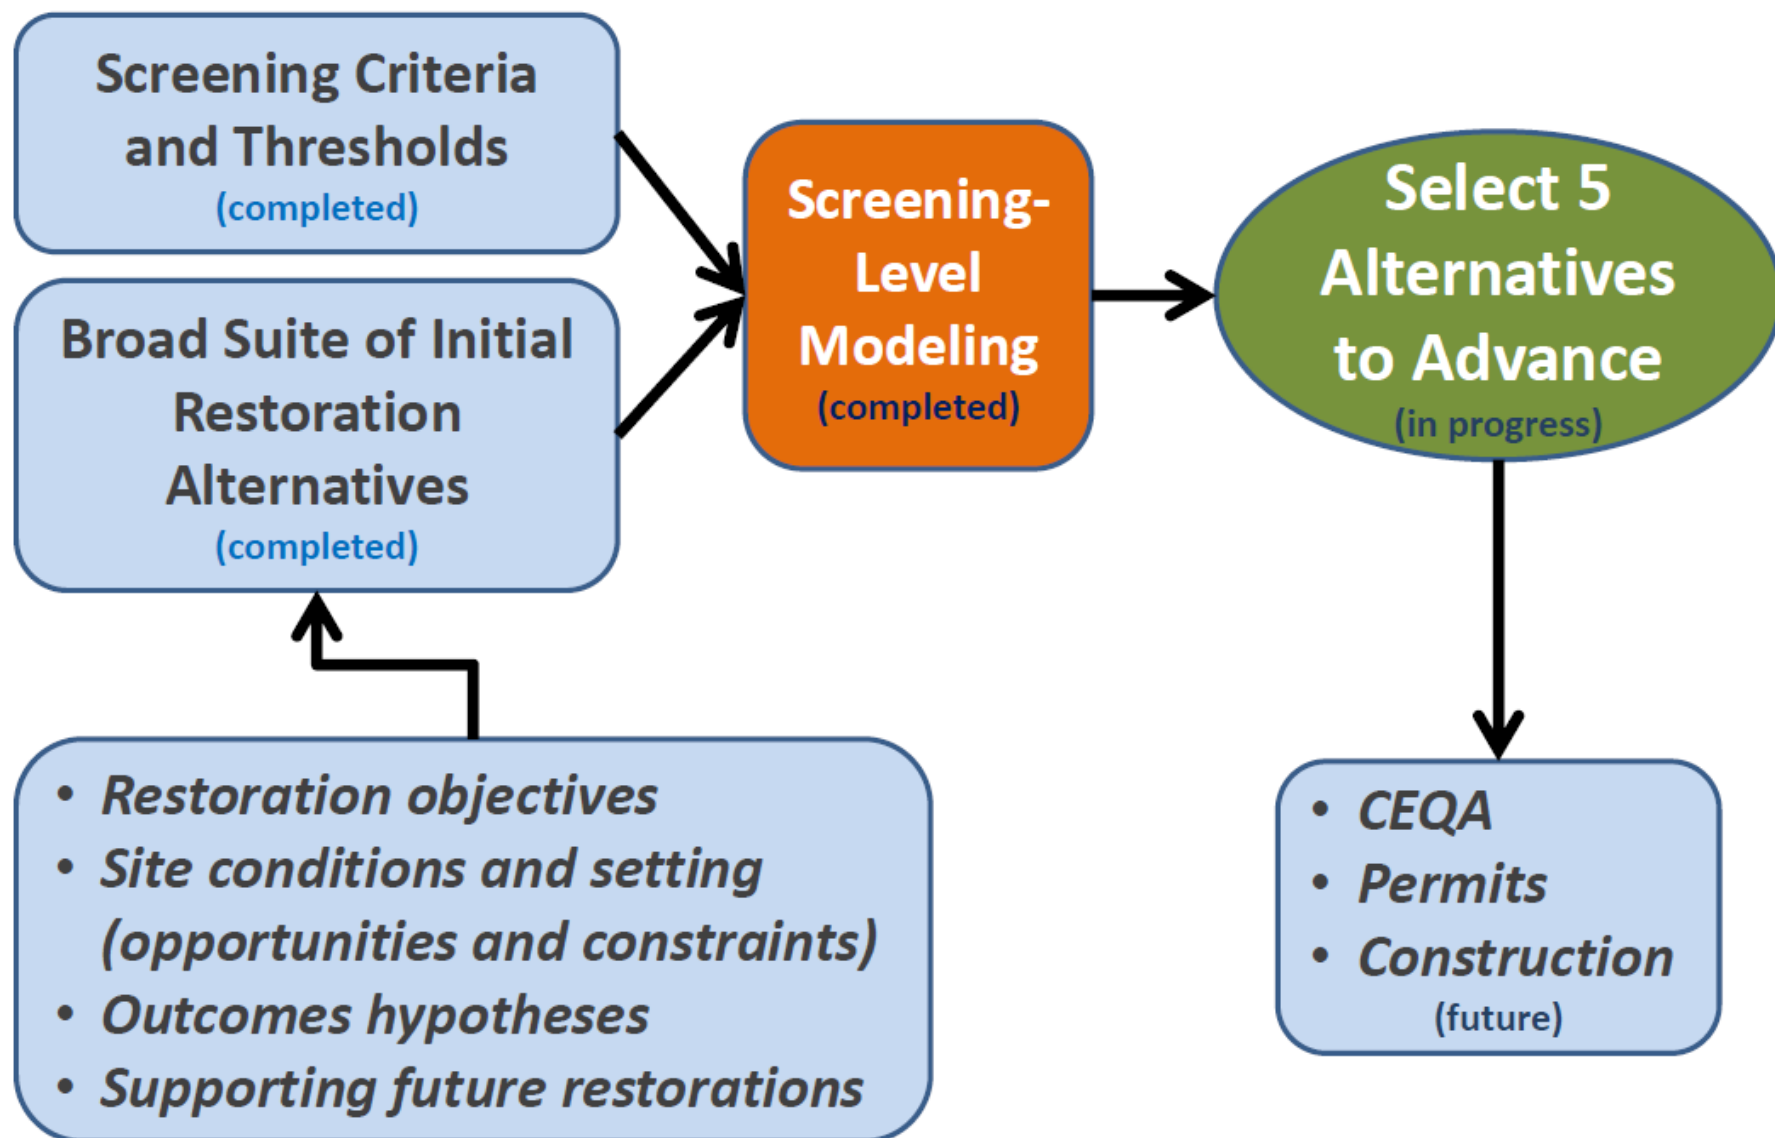 Screening Criteria
and Thresholds
(completed)
Broad Suite of Initial
Restoration
Alternatives
(completed)
• Restoration objectives
• Site conditions and setting
(opportunities and constraints)
• Outcomes hypotheses
• Supporting future restorations
Screening-
Level
Modeling
(completed)
Select 5
Alternatives
to Advance
(in progress)
• CEQA
• Permits
• Construction
(future)